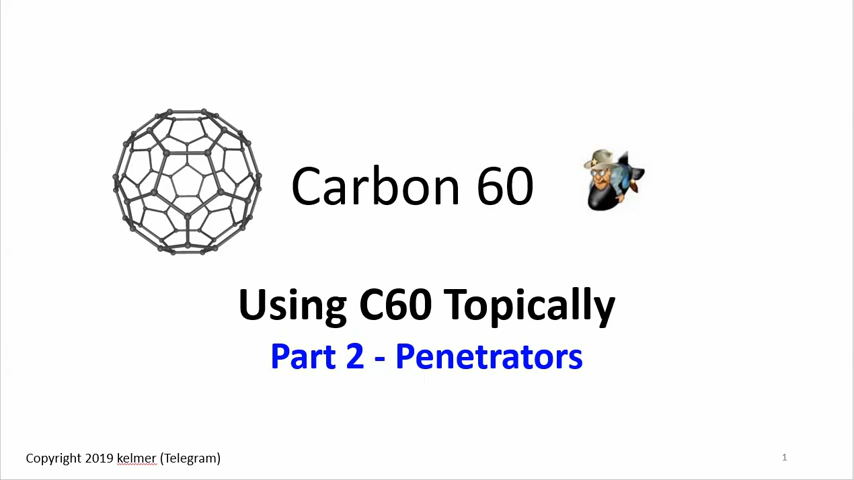 Carbon 60
Using C60 Topically
Part 2 - Penetrators
Copyright 2019 kelmer (Telegram)
1